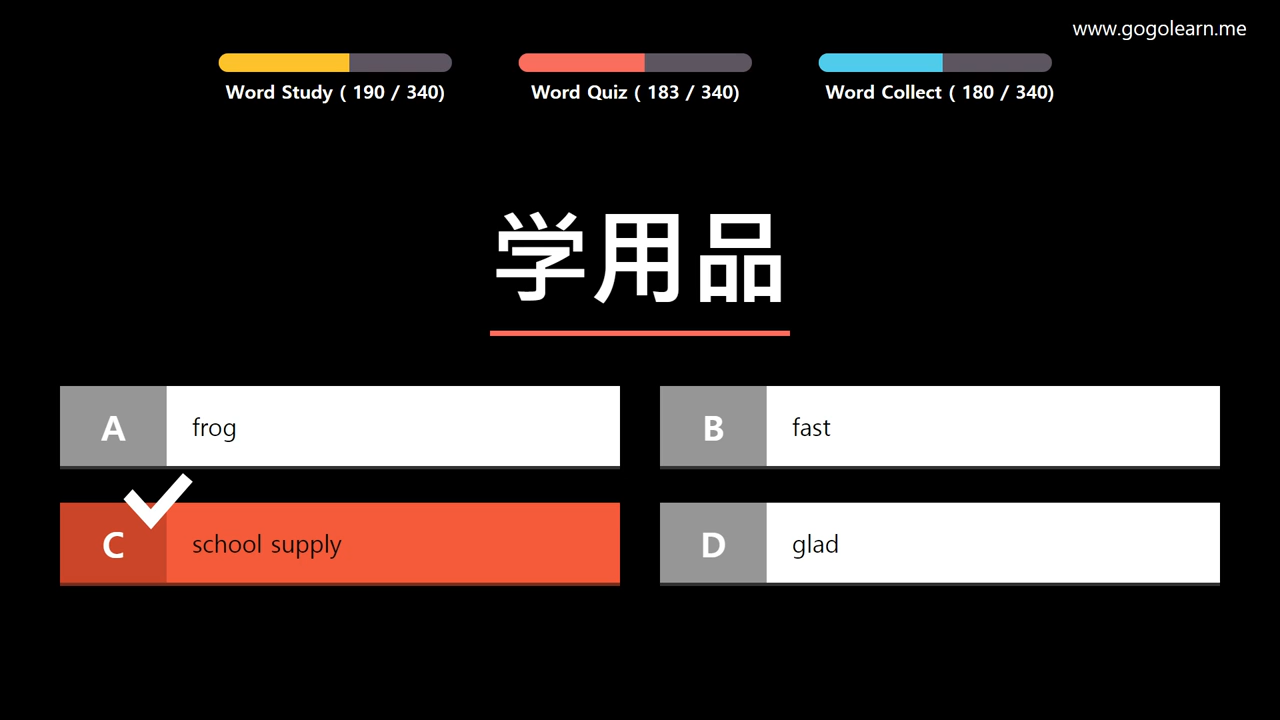 www.gogolearn.me
Word Study ( 190 / 340)
Word Quiz ( 183 / 340)
Word Collect ( 180 / 340)
学用品
A
frog
B
fast
C
school supply
D
glad